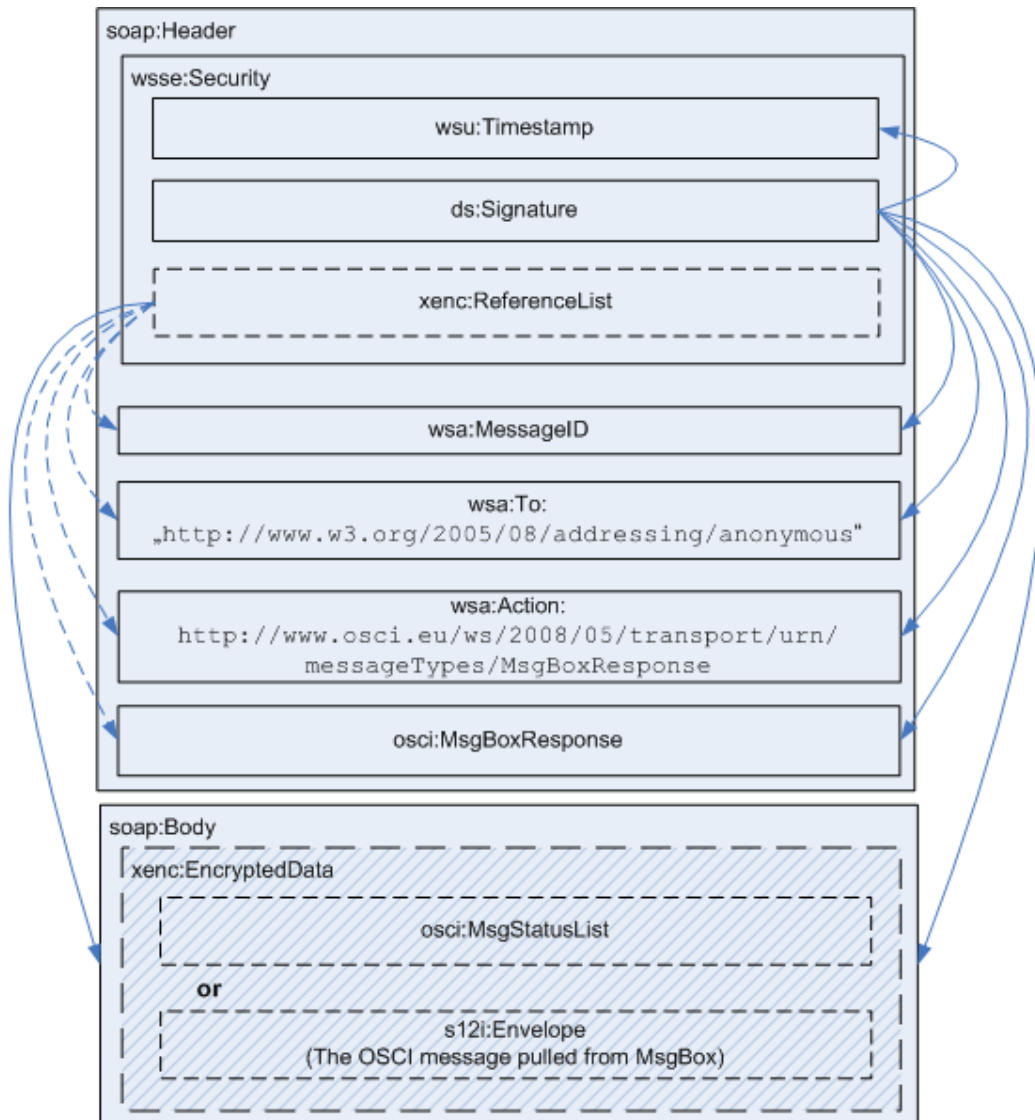 soap:Header
wsse:Security
wsu:Timestamp
ds:Signature
xenc:ReferenceList
wsa:MessageID
wsa:To:
„http://www.w3.org/2005/08/addressing/anonymous“
wsa:Action:
http://www.osci.eu/ws/2008/05/transport/urn/
messageTypes/MsgBoxResponse
osci:MsgBoxResponse
soap:Body
xenc:EncryptedData
osci:MsgStatusList
or
s12i:Envelope
(The OSCI message pulled from MsgBox)